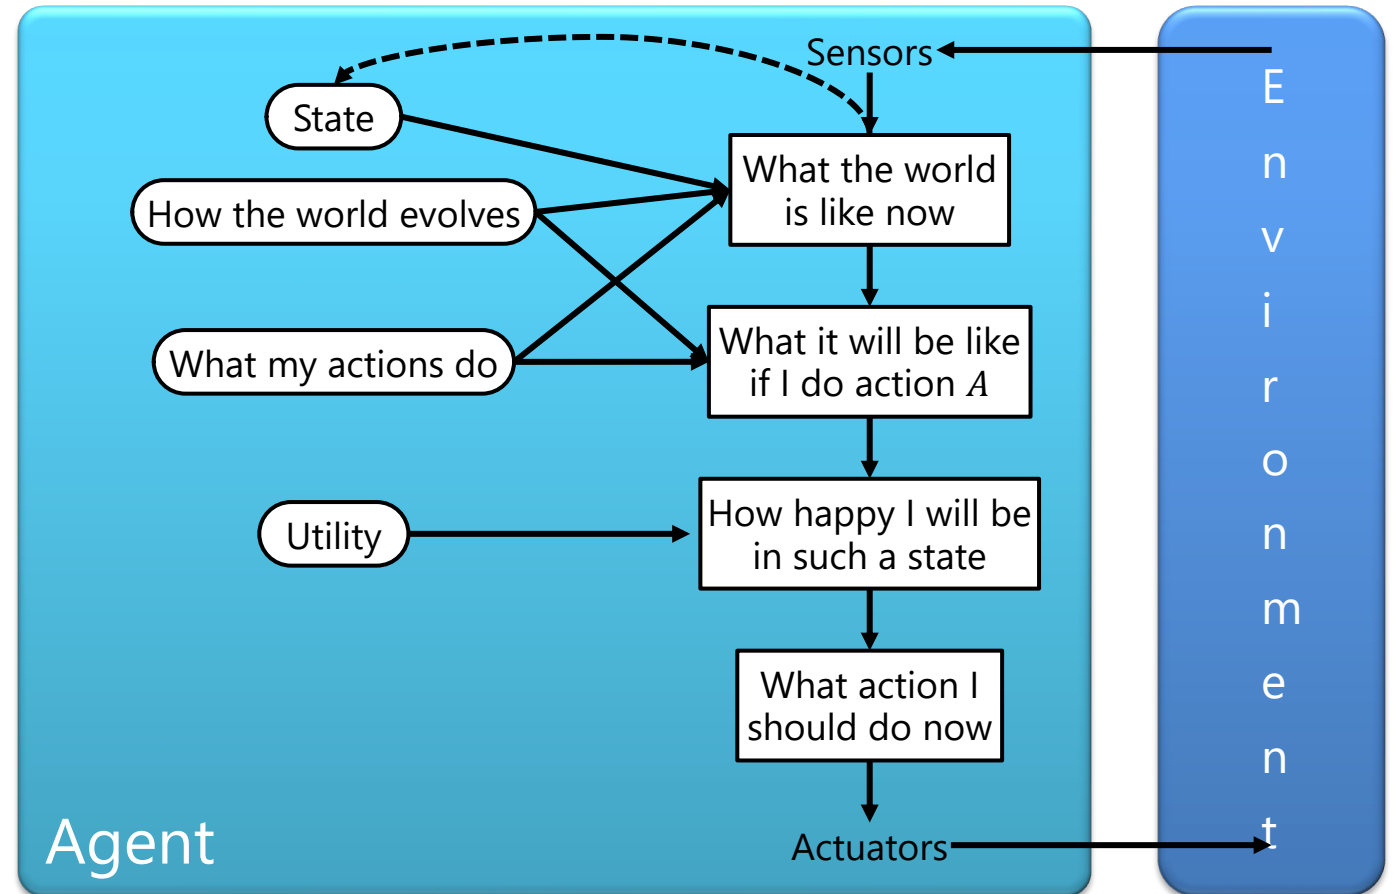 Sensors
State
What the world
is like now
How the world evolves
What it will be like
if I do action A
What my actions do
How happy I will be
in such a state
Utility
What action I
should do now
Actuators
Agent
E
n
v
i
r
o
n
m
e
n
t